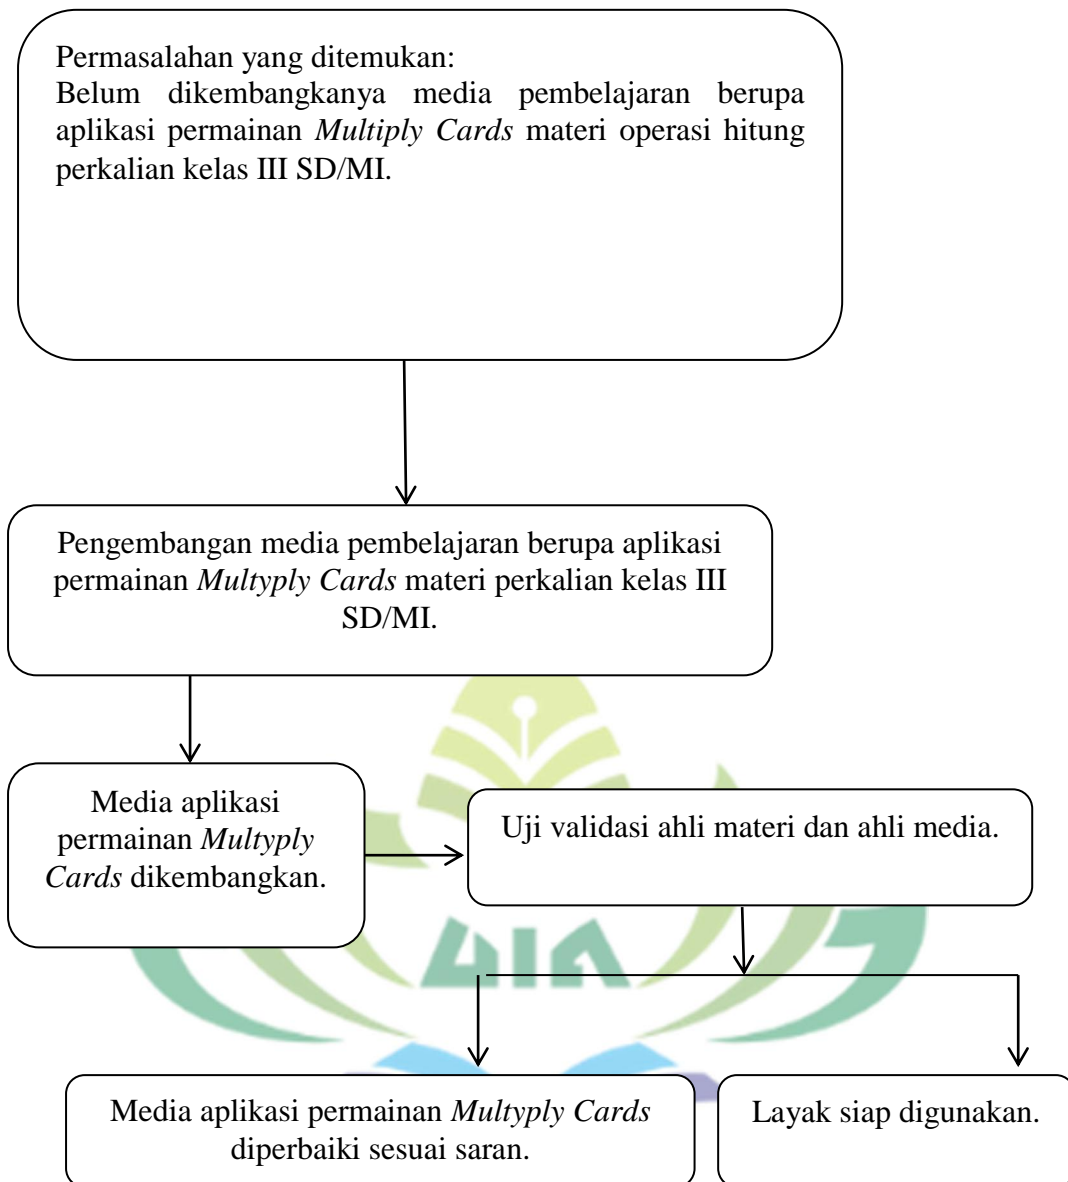 Permasalahan yang ditemukan:
Belum dikembangkanya media pembelajaran berupa
aplikasi permainan Multiply Cards materi operasi hitung
perkalian kelas III SD/MI.
Pengembangan media pembelajaran berupa aplikasi
permainan Multyply Cards materi perkalian kelas III
SD/MI.
Media aplikasi
permainan Multyply
Cards dikembangkan.
Uji validasi ahli materi dan ahli media.
UIN
Media aplikasi permainan Multyply Cards
diperbaiki sesuai saran.
Layak siap digunakan.